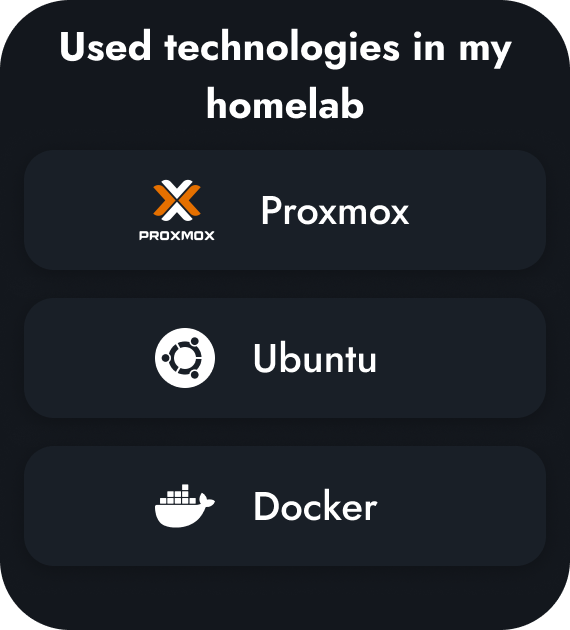 Used technologies in my
homelab
PROXMOX
Proxmox
Ubuntu
Docker